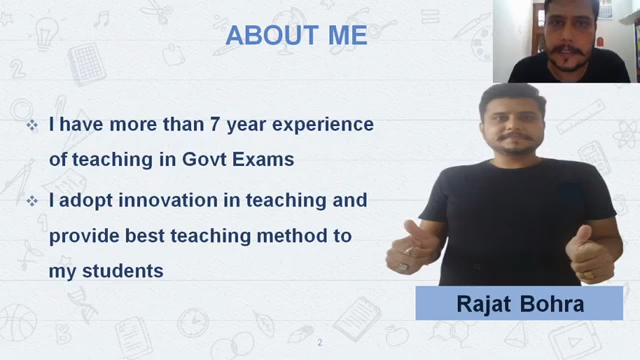 ABOUT ME
❖ I have more than 7 year experience
of teaching in Govt Exams
❖ I adopt innovation in teaching and
provide best teaching method to
my students
Rajat Bohra
2